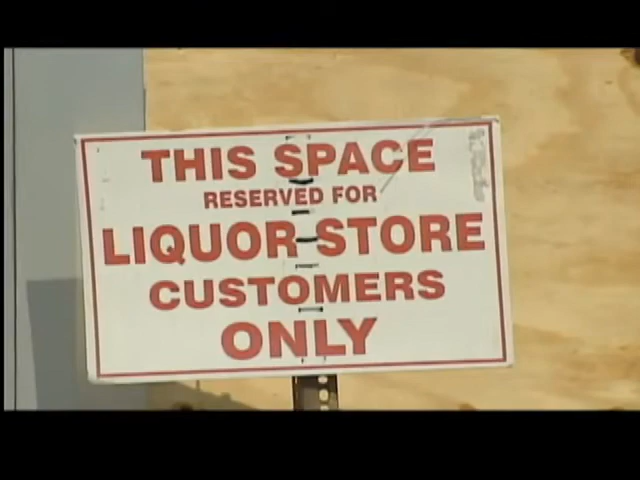 THIS SPACE
RESERVED FOR
LIQUOR STORE
CUSTOMERS
ONLY